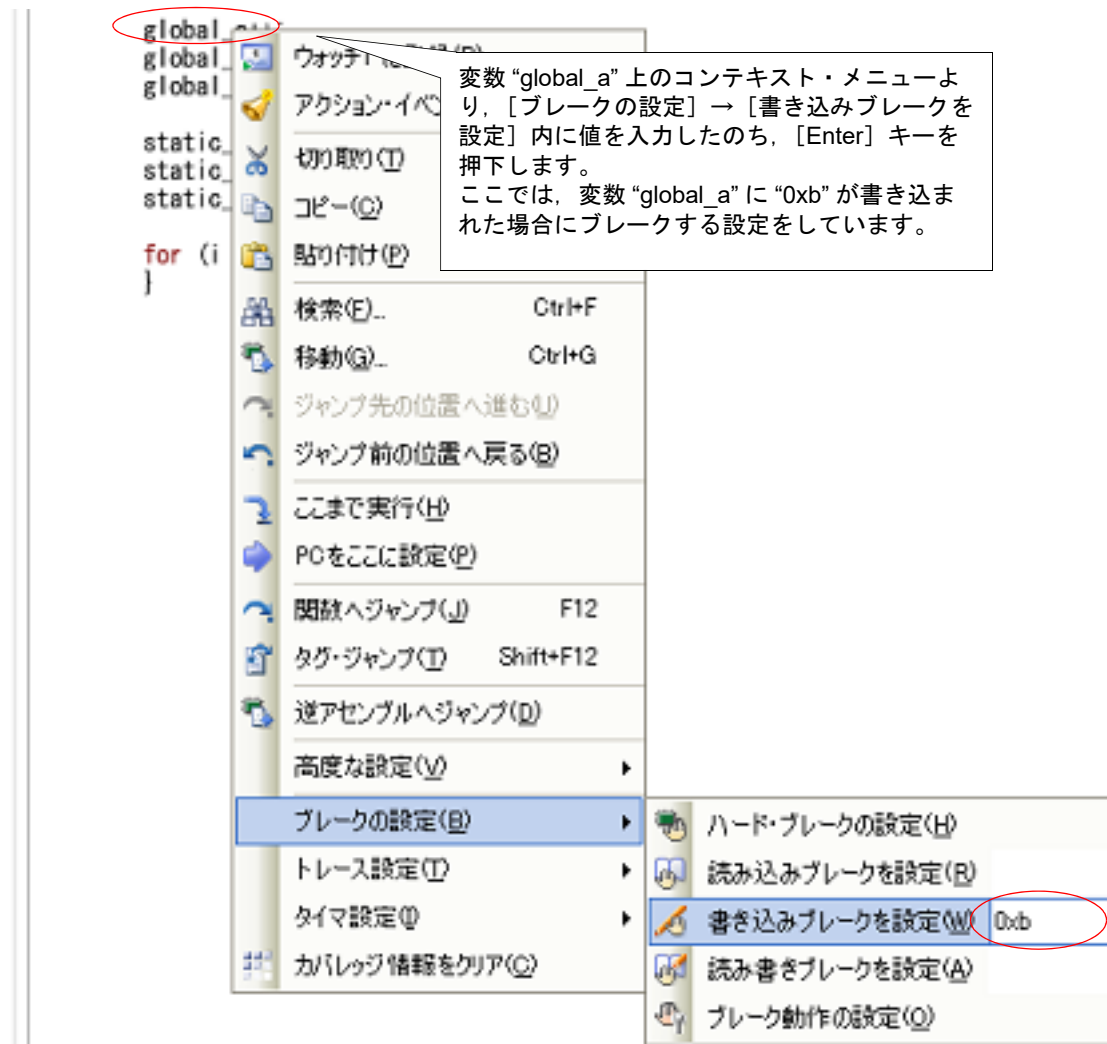 global_a
global_
global_
static_
static_
static_
for (i
}
変数 “global_a” 上のコンテキスト・メニューよ
り,［ブレークの設定］→［書き込みブレークを
設定］内に値を入力したのち,［Enter］キーを
押下します。
ここでは, 変数 “global_a” に “0xb” が書き込ま
れた場合にブレークする設定をしています。
ウォッチ1
アクション・イベン
切り取り(T)
コピー(C)
貼り付け(P)
検索(F)... Ctrl+F
移動(G)... Ctrl+G
ジャンプ先の位置へ進む(U)
ジャンプ前の位置へ戻る(B)
ここまで実行(H)
PCをここに設定(P)
関数へジャンプ(J) F12
タグ・ジャンプ(T) Shift+F12
逆アセンブルへジャンプ(D)
高度な設定(V)
ブレークの設定(B)
トレース設定(T)
タイマ設定(I)
カバレッジ情報をクリア(C)
ハード・ブレークの設定(H)
読み込みブレークを設定(R)
書き込みブレークを設定(W) 0xb
読み書きブレークを設定(A)
ブレーク動作の設定(O)